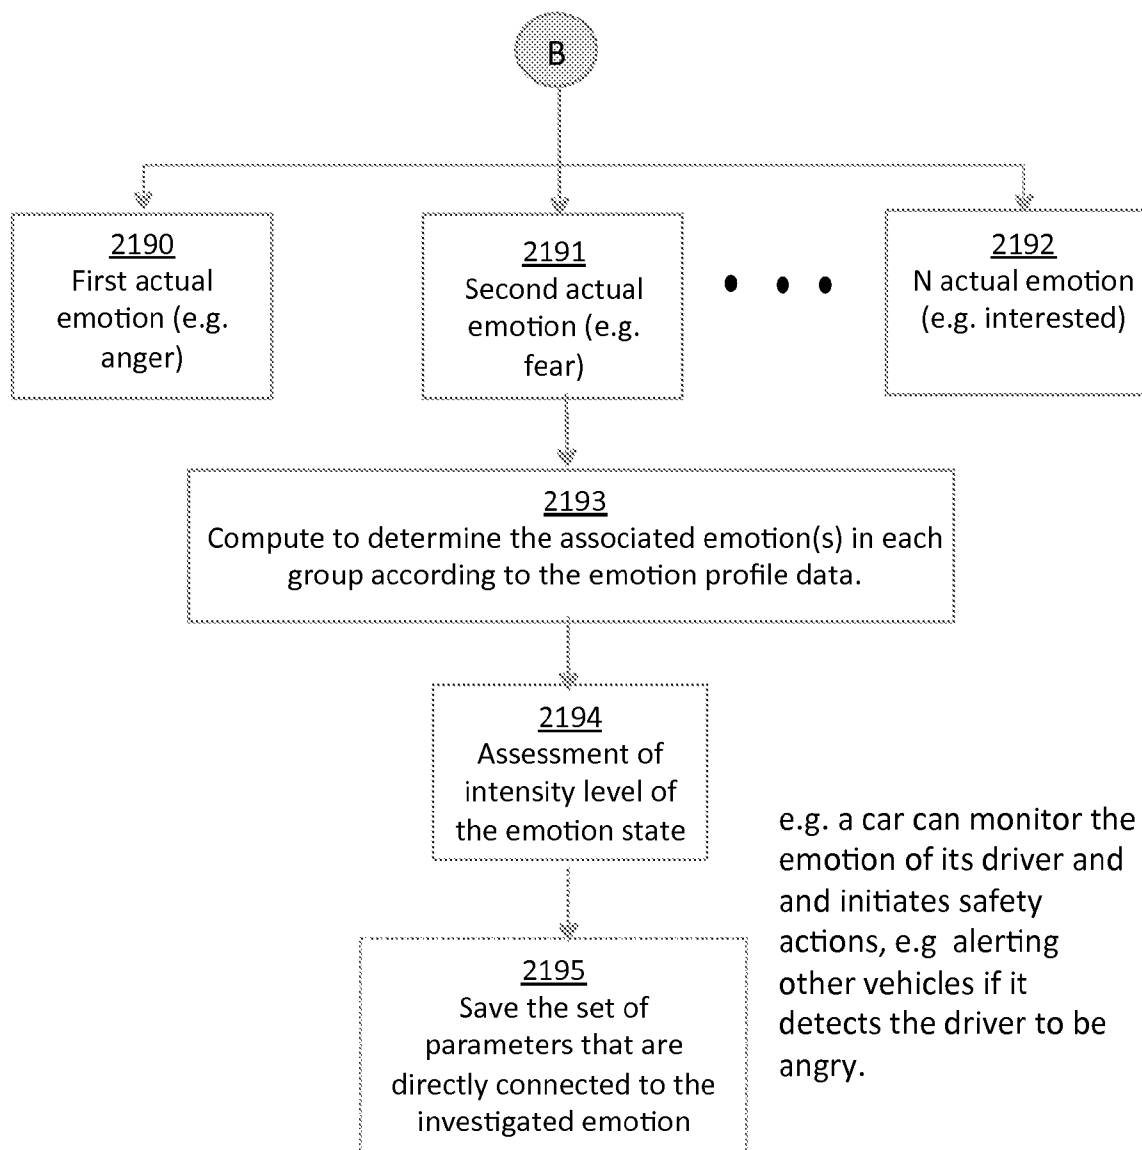 B
2190
First actual
emotion (e.g.
anger)
2191
Second actual
emotion (e.g.
fear)
2192
N actual emotion
(e.g. interested)
2193
Compute to determine the associated emotion(s) in each
group according to the emotion profile data.
2194
Assessment of
intensity level of
the emotion state
e.g. a car can monitor the
emotion of its driver and
and initiates safety
actions, e.g alerting
other vehicles if it
detects the driver to be
angry.
2195
Save the set of
parameters that are
directly connected to the
investigated emotion